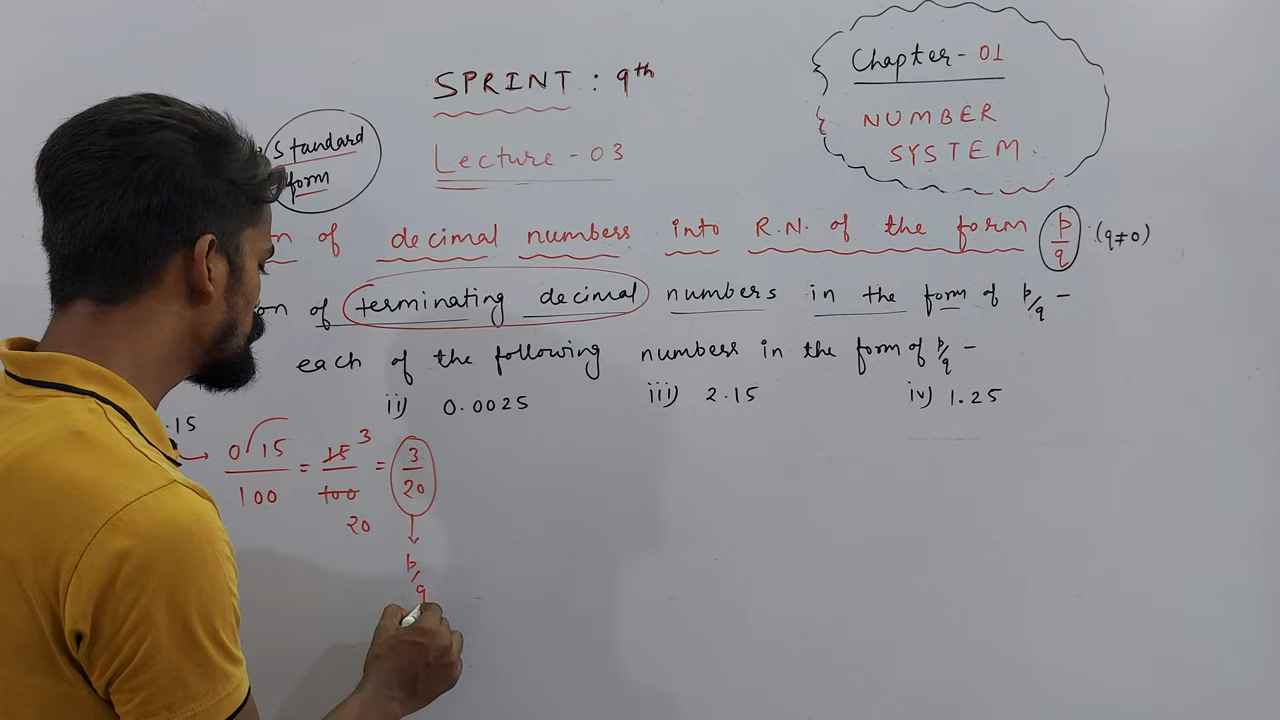 SPRINT : 9th
Chapter - 01
NUMBER
SYSTEM
Standard
form
Lecture - 03
of decimal numbers into R.N. of the form p/q (q≠0)
of terminating decimal numbers in the form of p/q -
each of the following numbers in the form of p/q -
ii) 0.0025 iii) 2.15 iv) 1.25
.15
→ 0 15/100 = 15/100 3 20 = 3/20
↓
p/q